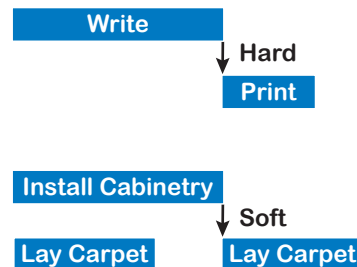 Write
Hard
Print
Install Cabinetry
Soft
Lay Carpet Lay Carpet